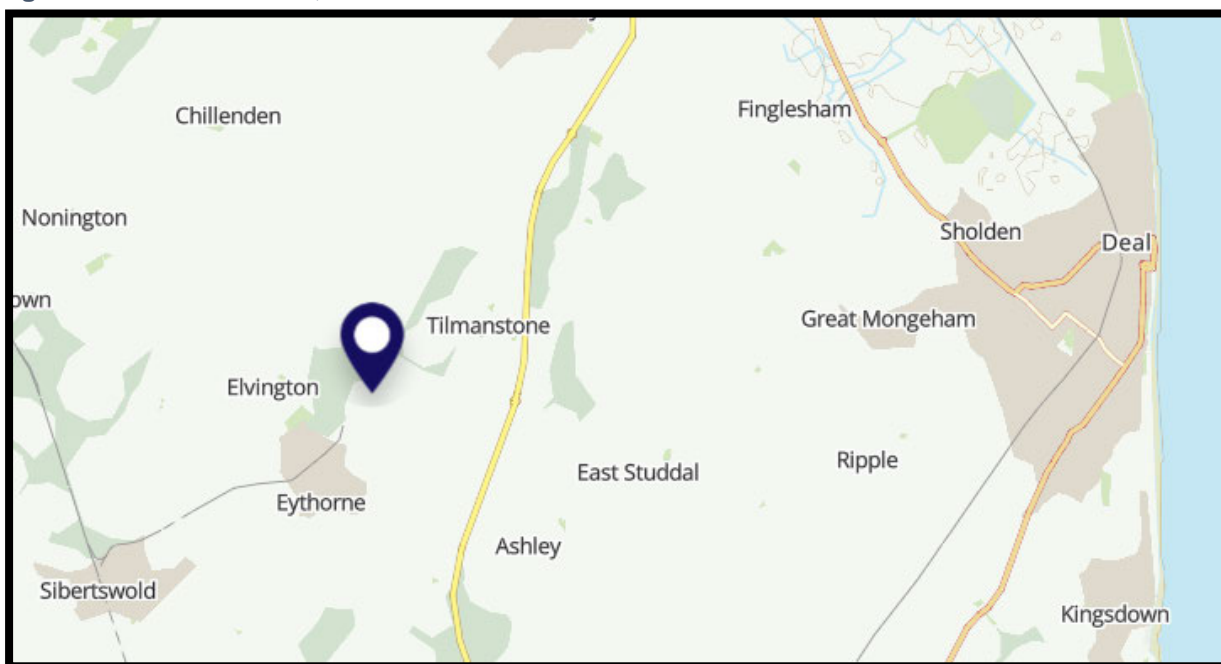 Chillenden
Finglesham
Nonington
Sholden
Deal
own
Tilmanstone
Great Mongeham
Elvington
Ripple
East Studdal
Eythorne
Ashley
Sibertswold
Kingsdown